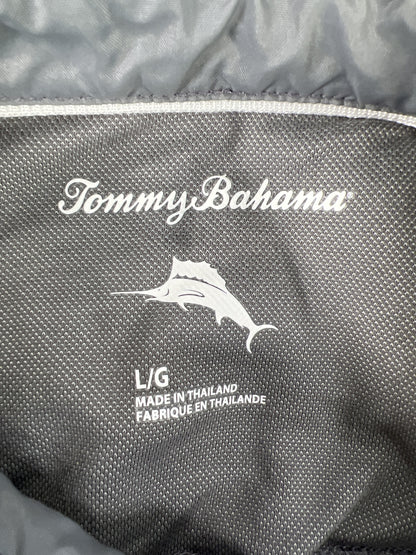 Tommy Bahama®
L/G
MADE IN THAILAND
FABRIQUE EN THAILANDE